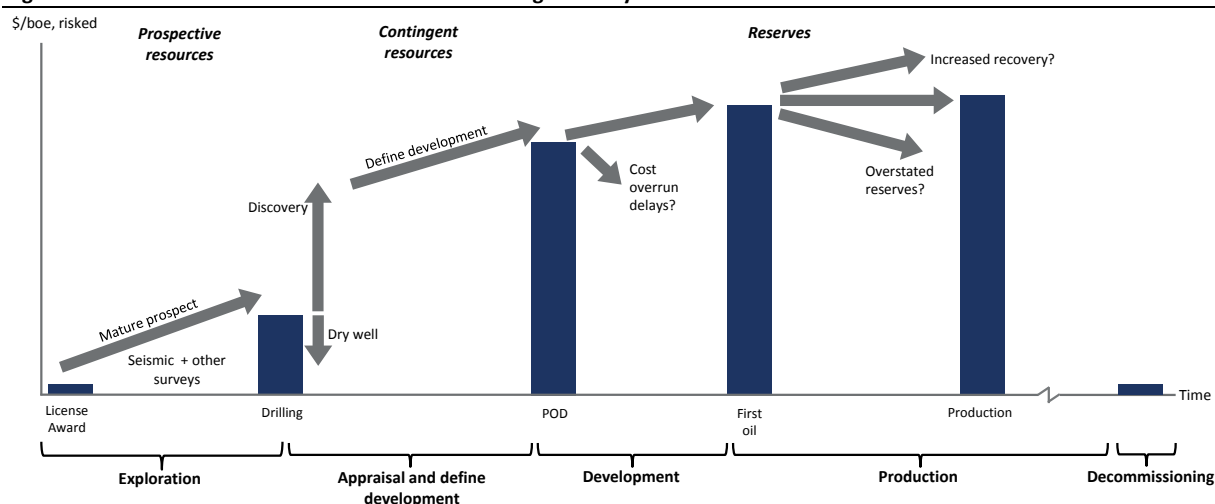 $/boe, risked
Prospective
resources
Contingent
resources
Reserves
Increased recovery?
Define development
Cost
overrun
delays?
Overstated
reserves?
Discovery
Mature prospect
Dry well
Seismic + other
surveys
Time
License
Award
Drilling
POD
First
oil
Production
Exploration
Appraisal and define
development
Development
Production
Decommissioning